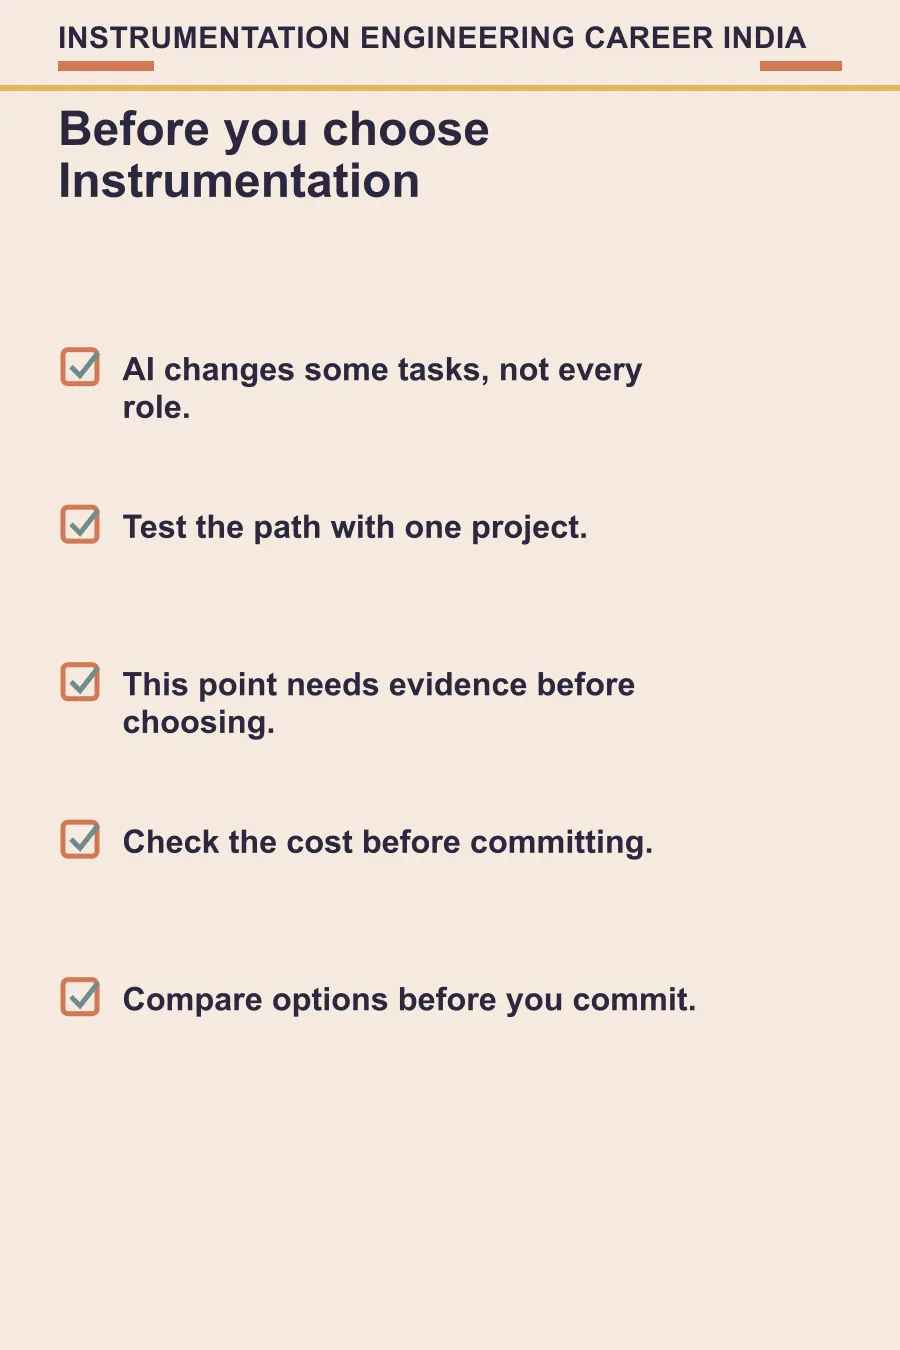 INSTRUMENTATION ENGINEERING CAREER INDIA
Before you choose
Instrumentation
AI changes some tasks, not every
role.
Test the path with one project.
This point needs evidence before
choosing.
Check the cost before committing.
Compare options before you commit.